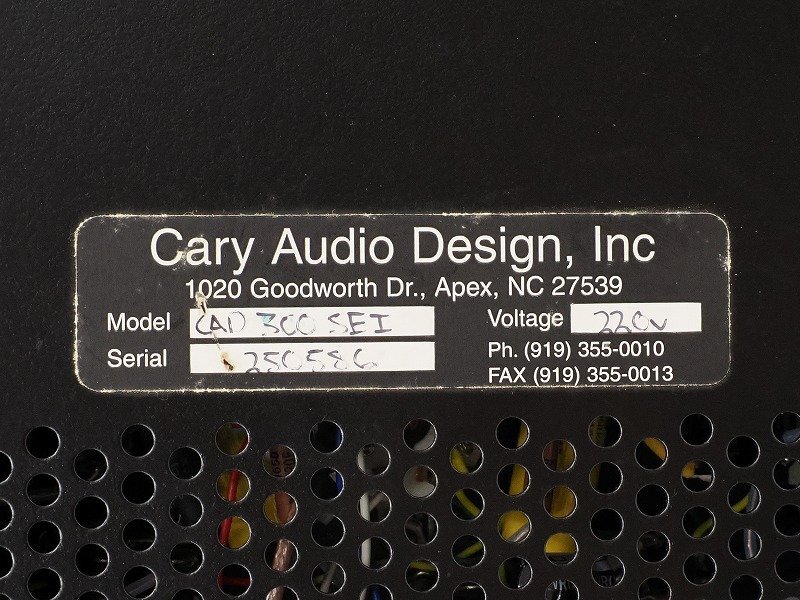 Cary Audio Design, Inc
1020 Goodworth Dr., Apex, NC 27539
Model CAD 300 SEI
Voltage 220v
Serial 250586
Ph. (919) 355-0010
FAX (919) 355-0013